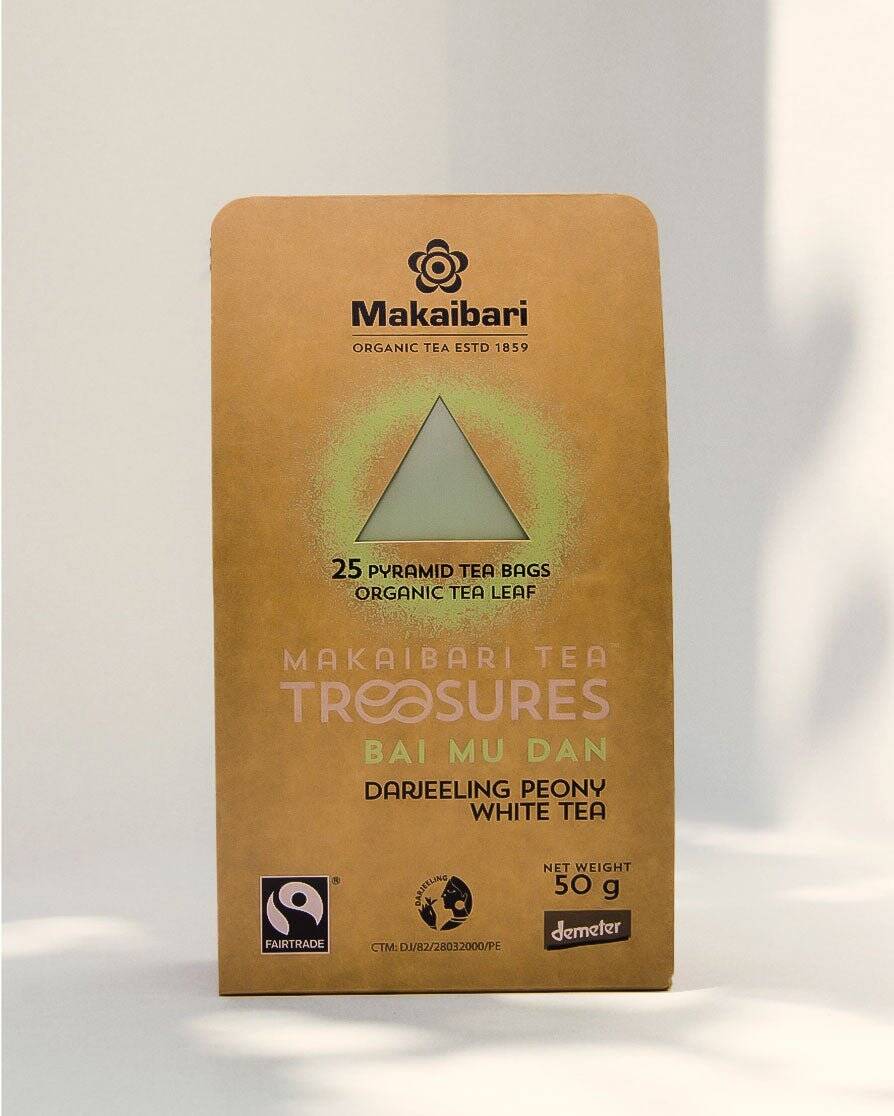 Makaibari
ORGANIC TEA ESTD 1859
25 PYRAMID TEA BAGS
ORGANIC TEA LEAF
MAKAIBARI TEA™
TREASURES
BAI MU DAN
DARJEELING PEONY
WHITE TEA
FAIRTRADE ®
DARJEELING
CTM: DJ/82/28032000/PE
NET WEIGHT
50 g
demeter